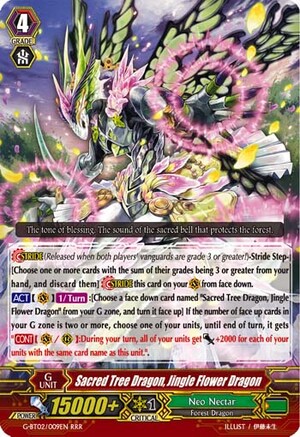 4
GRADE
The tone of blessing. The sound of the sacred bell that protects the forest.
STRIDE (Released when both players' vanguards are grade 3 or greater!)-Stride Step-
[Choose one or more cards with the sum of their grades being 3 or greater from your
hand, and discard them] STRIDE this card on your from face down.
ACT 1/Turn :[Choose a face down card named "Sacred Tree Dragon, Jingle
Flower Dragon" from your G zone, and turn it face up] If the number of face up cards in
your G zone is two or more, choose one of your units, until end of turn, it gets
"CONT :During your turn, all of your units get +2000 for each of your
units with the same card name as this unit.".
G UNIT
Sacred Tree Dragon, Jingle Flower Dragon
POWER
15000+
1
CRITICAL
Neo Nectar
Forest Dragon
G-BT02/009EN RRR
ILLUST / 伊藤未生